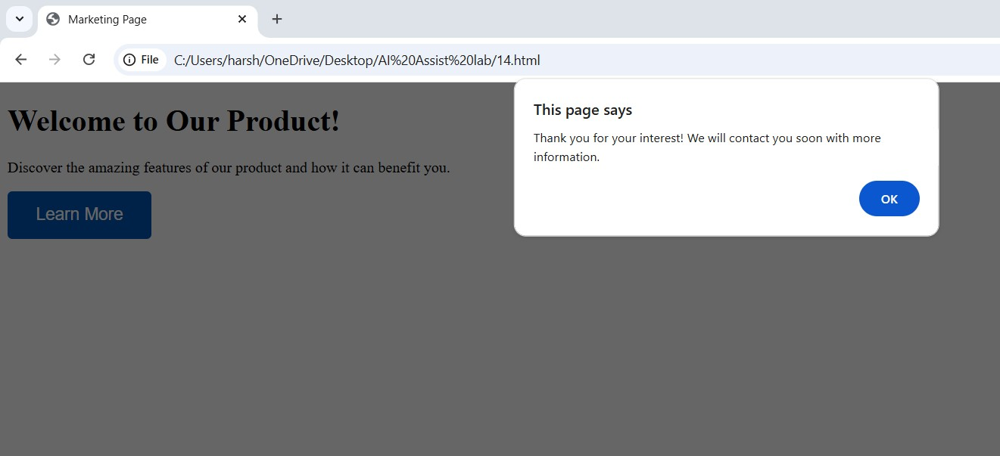 Marketing Page
File C:/Users/harsh/OneDrive/Desktop/AI%20Assist%20lab/14.html
Welcome to Our Product!
Discover the amazing features of our product and how it can benefit you.
Learn More
This page says
Thank you for your interest! We will contact you soon with more
information.
OK